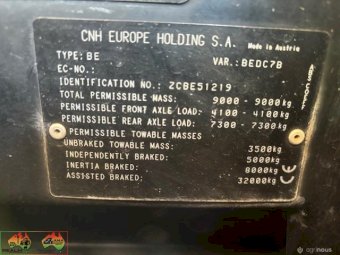 CNH EUROPE HOLDING S.A. Made in Austria
TYPE: BE VAR.: BEDC7B
EC-NO.:
IDENTIFICATION NO.: ZCBE51219
TOTAL PERMISSIBLE MASS: 9000 - 9000kg
PERMISSIBLE FRONT AXLE LOAD: 4100 - 4100kg
PERMISSIBLE REAR AXLE LOAD: 7300 - 7300kg
PERMISSIBLE TOWABLE MASSES
UNBRAKED TOWABLE MASS: 3500kg
INDEPENDENTLY BRAKED: 5000kg
INERTIA BRAKED: 8000kg
ASSISTED BRAKED: 32000kg
agrinous